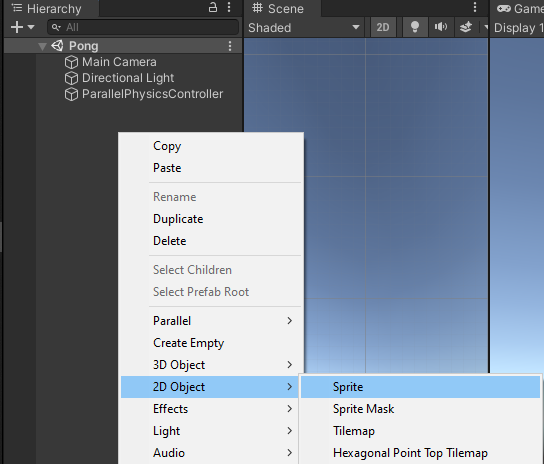 Hierarchy
Scene
Game
All
Shaded
2D
Display 1
Pong
Main Camera
Directional Light
ParallelPhysicsController
Copy
Paste
Rename
Duplicate
Delete
Select Children
Select Prefab Root
Parallel
Create Empty
3D Object
2D Object
Sprite
Effects
Sprite Mask
Light
Tilemap
Audio
Hexagonal Point Top Tilemap